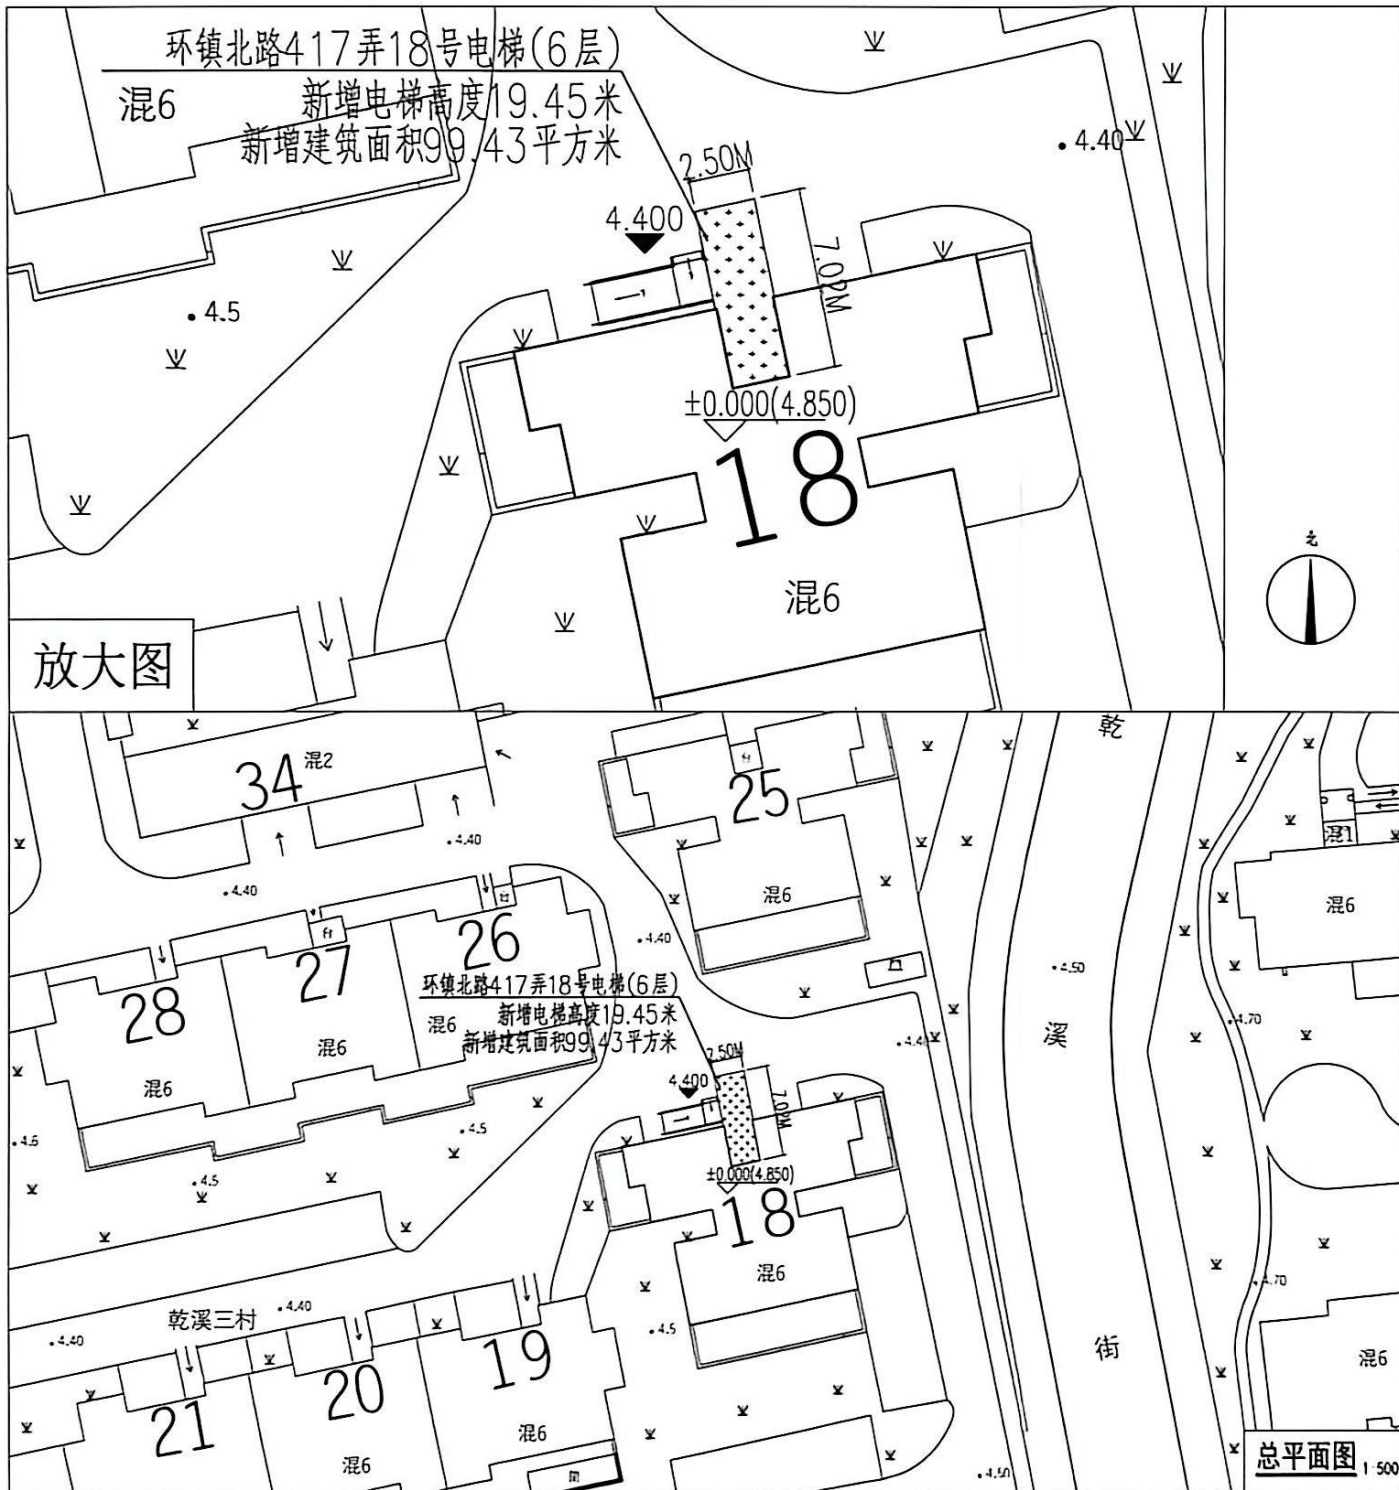 环镇北路417弄18号电梯(6层)
混6
新增电梯高度19.45米
新增建筑面积99.43平方米
2.50M
4.40
4.400
7.02M
4.5
±0.000(4.850)
18
混6
北
放大图
乾
34
混2
25
混6
混1
混6
4.40
4.40
26
27
28
4.40
4.50
4.70
环镇北路417弄18号电梯(6层)
新增电梯高度19.45米
新增建筑面积99.43平方米
混6
混6
混6
溪
4.40
2.50M
4.400
7.02M
4.6
4.5
4.5
±0.000(4.850)
18
混6
4.70
乾溪三村
4.40
4.40
4.5
街
混6
19
20
21
混6
混6
总平面图
1:500
4.50